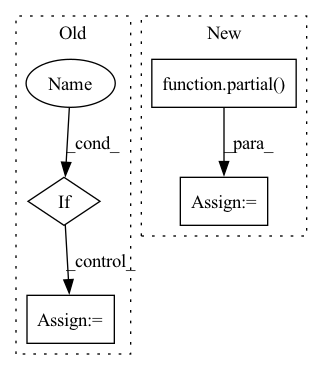 Old
New
Name
function.partial()
_cond_
_para_
If
Assign:=
_control_
Assign:=